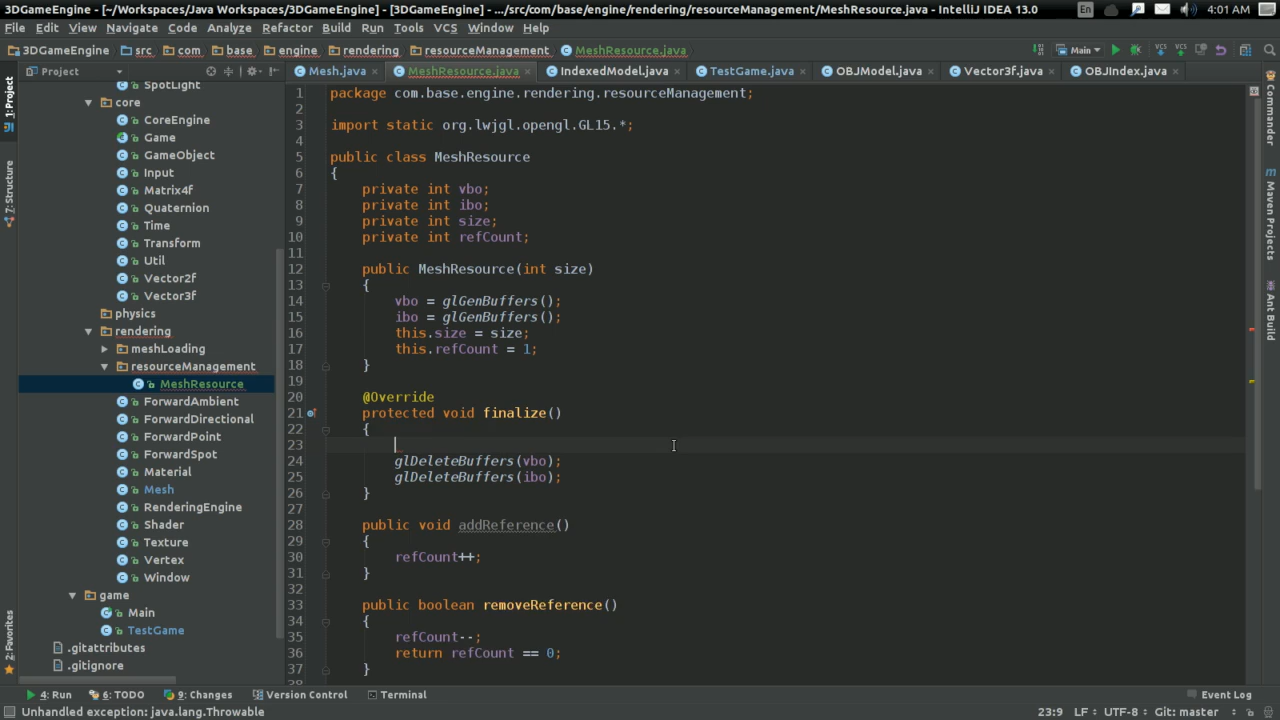 3DGameEngine - [~/Workspaces/Java Workspaces/3DGameEngine] - [3DGameEngine] - .../src/com/base/engine/rendering/resourceManagement/MeshResource.java - IntelliJ IDEA 13.0
En
4:01 AM
File Edit View Navigate Code Analyze Refactor Build Run Tools VCS Window Help
3DGameEngine src com base engine rendering resourceManagement MeshResource.java
Main VCS VCS
Project
Mesh.java MeshResource.java IndexedModel.java TestGame.java OBJModel.java Vector3f.java OBJIndex.java
1: Project
7: Structure
2: Favorites
SpotLight
core
CoreEngine
Game
GameObject
Input
Matrix4f
Quaternion
Time
Transform
Util
Vector2f
Vector3f
physics
rendering
meshLoading
resourceManagement
MeshResource
ForwardAmbient
ForwardDirectional
ForwardPoint
ForwardSpot
Material
Mesh
RenderingEngine
Shader
Texture
Vertex
Window
game
Main
TestGame
.gitattributes
.gitignore
1 package com.base.engine.rendering.resourceManagement;
2
3 import static org.lwjgl.opengl.GL15.*;
4
5 public class MeshResource
6 {
7 private int vbo;
8 private int ibo;
9 private int size;
10 private int refCount;
11
12 public MeshResource(int size)
13 {
14 vbo = glGenBuffers();
15 ibo = glGenBuffers();
16 this.size = size;
17 this.refCount = 1;
18 }
19
20 @Override
21 protected void finalize()
22 {
23
24 glDeleteBuffers(vbo);
25 glDeleteBuffers(ibo);
26 }
27
28 public void addReference()
29 {
30 refCount++;
31 }
32
33 public boolean removeReference()
34 {
35 refCount--;
36 return refCount == 0;
37 }
38
Commander
Maven Projects
Ant Build
4: Run 6: TODO 9: Changes Version Control Terminal Event Log
Unhandled exception: java.lang.Throwable 23:9 LF UTF-8 Git: master